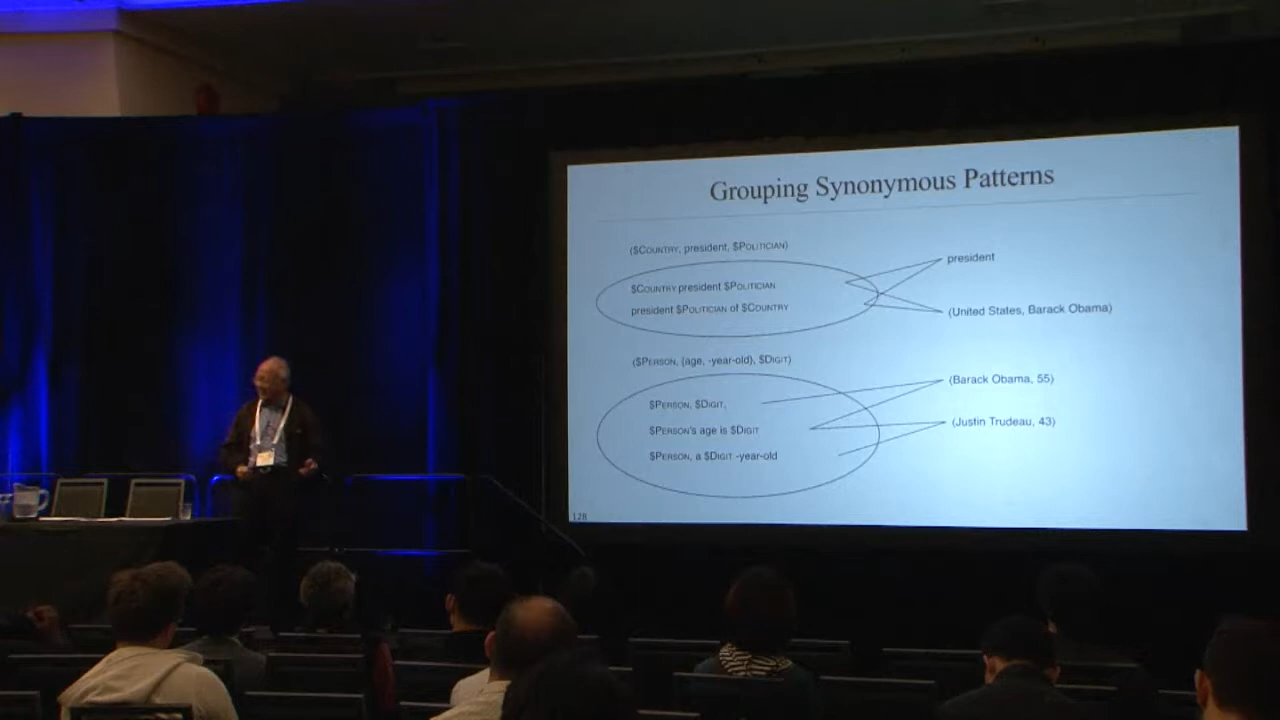 Grouping Synonymous Patterns
($COUNTRY, president, $POLITICIAN)
$COUNTRY president $POLITICIAN
president $POLITICIAN of $COUNTRY
president
(United States, Barack Obama)
($PERSON, (age, -year-old), $DIGIT)
$PERSON, $DIGIT,
$PERSON's age is $DIGIT
$PERSON, a $DIGIT -year-old
(Barack Obama, 55)
(Justin Trudeau, 43)
128